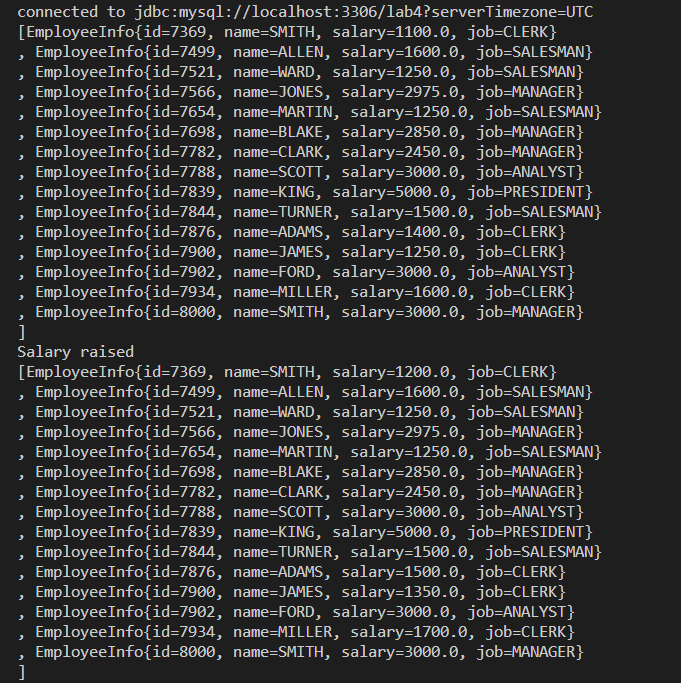 connected to jdbc:mysql://localhost:3306/lab4?serverTimezone=UTC
[EmployeeInfo{id=7369, name=SMITH, salary=1100.0, job=CLERK}
, EmployeeInfo{id=7499, name=ALLEN, salary=1600.0, job=SALESMAN}
, EmployeeInfo{id=7521, name=WARD, salary=1250.0, job=SALESMAN}
, EmployeeInfo{id=7566, name=JONES, salary=2975.0, job=MANAGER}
, EmployeeInfo{id=7654, name=MARTIN, salary=1250.0, job=SALESMAN}
, EmployeeInfo{id=7698, name=BLAKE, salary=2850.0, job=MANAGER}
, EmployeeInfo{id=7782, name=CLARK, salary=2450.0, job=MANAGER}
, EmployeeInfo{id=7788, name=SCOTT, salary=3000.0, job=ANALYST}
, EmployeeInfo{id=7839, name=KING, salary=5000.0, job=PRESIDENT}
, EmployeeInfo{id=7844, name=TURNER, salary=1500.0, job=SALESMAN}
, EmployeeInfo{id=7876, name=ADAMS, salary=1400.0, job=CLERK}
, EmployeeInfo{id=7900, name=JAMES, salary=1250.0, job=CLERK}
, EmployeeInfo{id=7902, name=FORD, salary=3000.0, job=ANALYST}
, EmployeeInfo{id=7934, name=MILLER, salary=1600.0, job=CLERK}
, EmployeeInfo{id=8000, name=SMITH, salary=3000.0, job=MANAGER}
]
Salary raised
[EmployeeInfo{id=7369, name=SMITH, salary=1200.0, job=CLERK}
, EmployeeInfo{id=7499, name=ALLEN, salary=1600.0, job=SALESMAN}
, EmployeeInfo{id=7521, name=WARD, salary=1250.0, job=SALESMAN}
, EmployeeInfo{id=7566, name=JONES, salary=2975.0, job=MANAGER}
, EmployeeInfo{id=7654, name=MARTIN, salary=1250.0, job=SALESMAN}
, EmployeeInfo{id=7698, name=BLAKE, salary=2850.0, job=MANAGER}
, EmployeeInfo{id=7782, name=CLARK, salary=2450.0, job=MANAGER}
, EmployeeInfo{id=7788, name=SCOTT, salary=3000.0, job=ANALYST}
, EmployeeInfo{id=7839, name=KING, salary=5000.0, job=PRESIDENT}
, EmployeeInfo{id=7844, name=TURNER, salary=1500.0, job=SALESMAN}
, EmployeeInfo{id=7876, name=ADAMS, salary=1500.0, job=CLERK}
, EmployeeInfo{id=7900, name=JAMES, salary=1350.0, job=CLERK}
, EmployeeInfo{id=7902, name=FORD, salary=3000.0, job=ANALYST}
, EmployeeInfo{id=7934, name=MILLER, salary=1700.0, job=CLERK}
, EmployeeInfo{id=8000, name=SMITH, salary=3000.0, job=MANAGER}
]